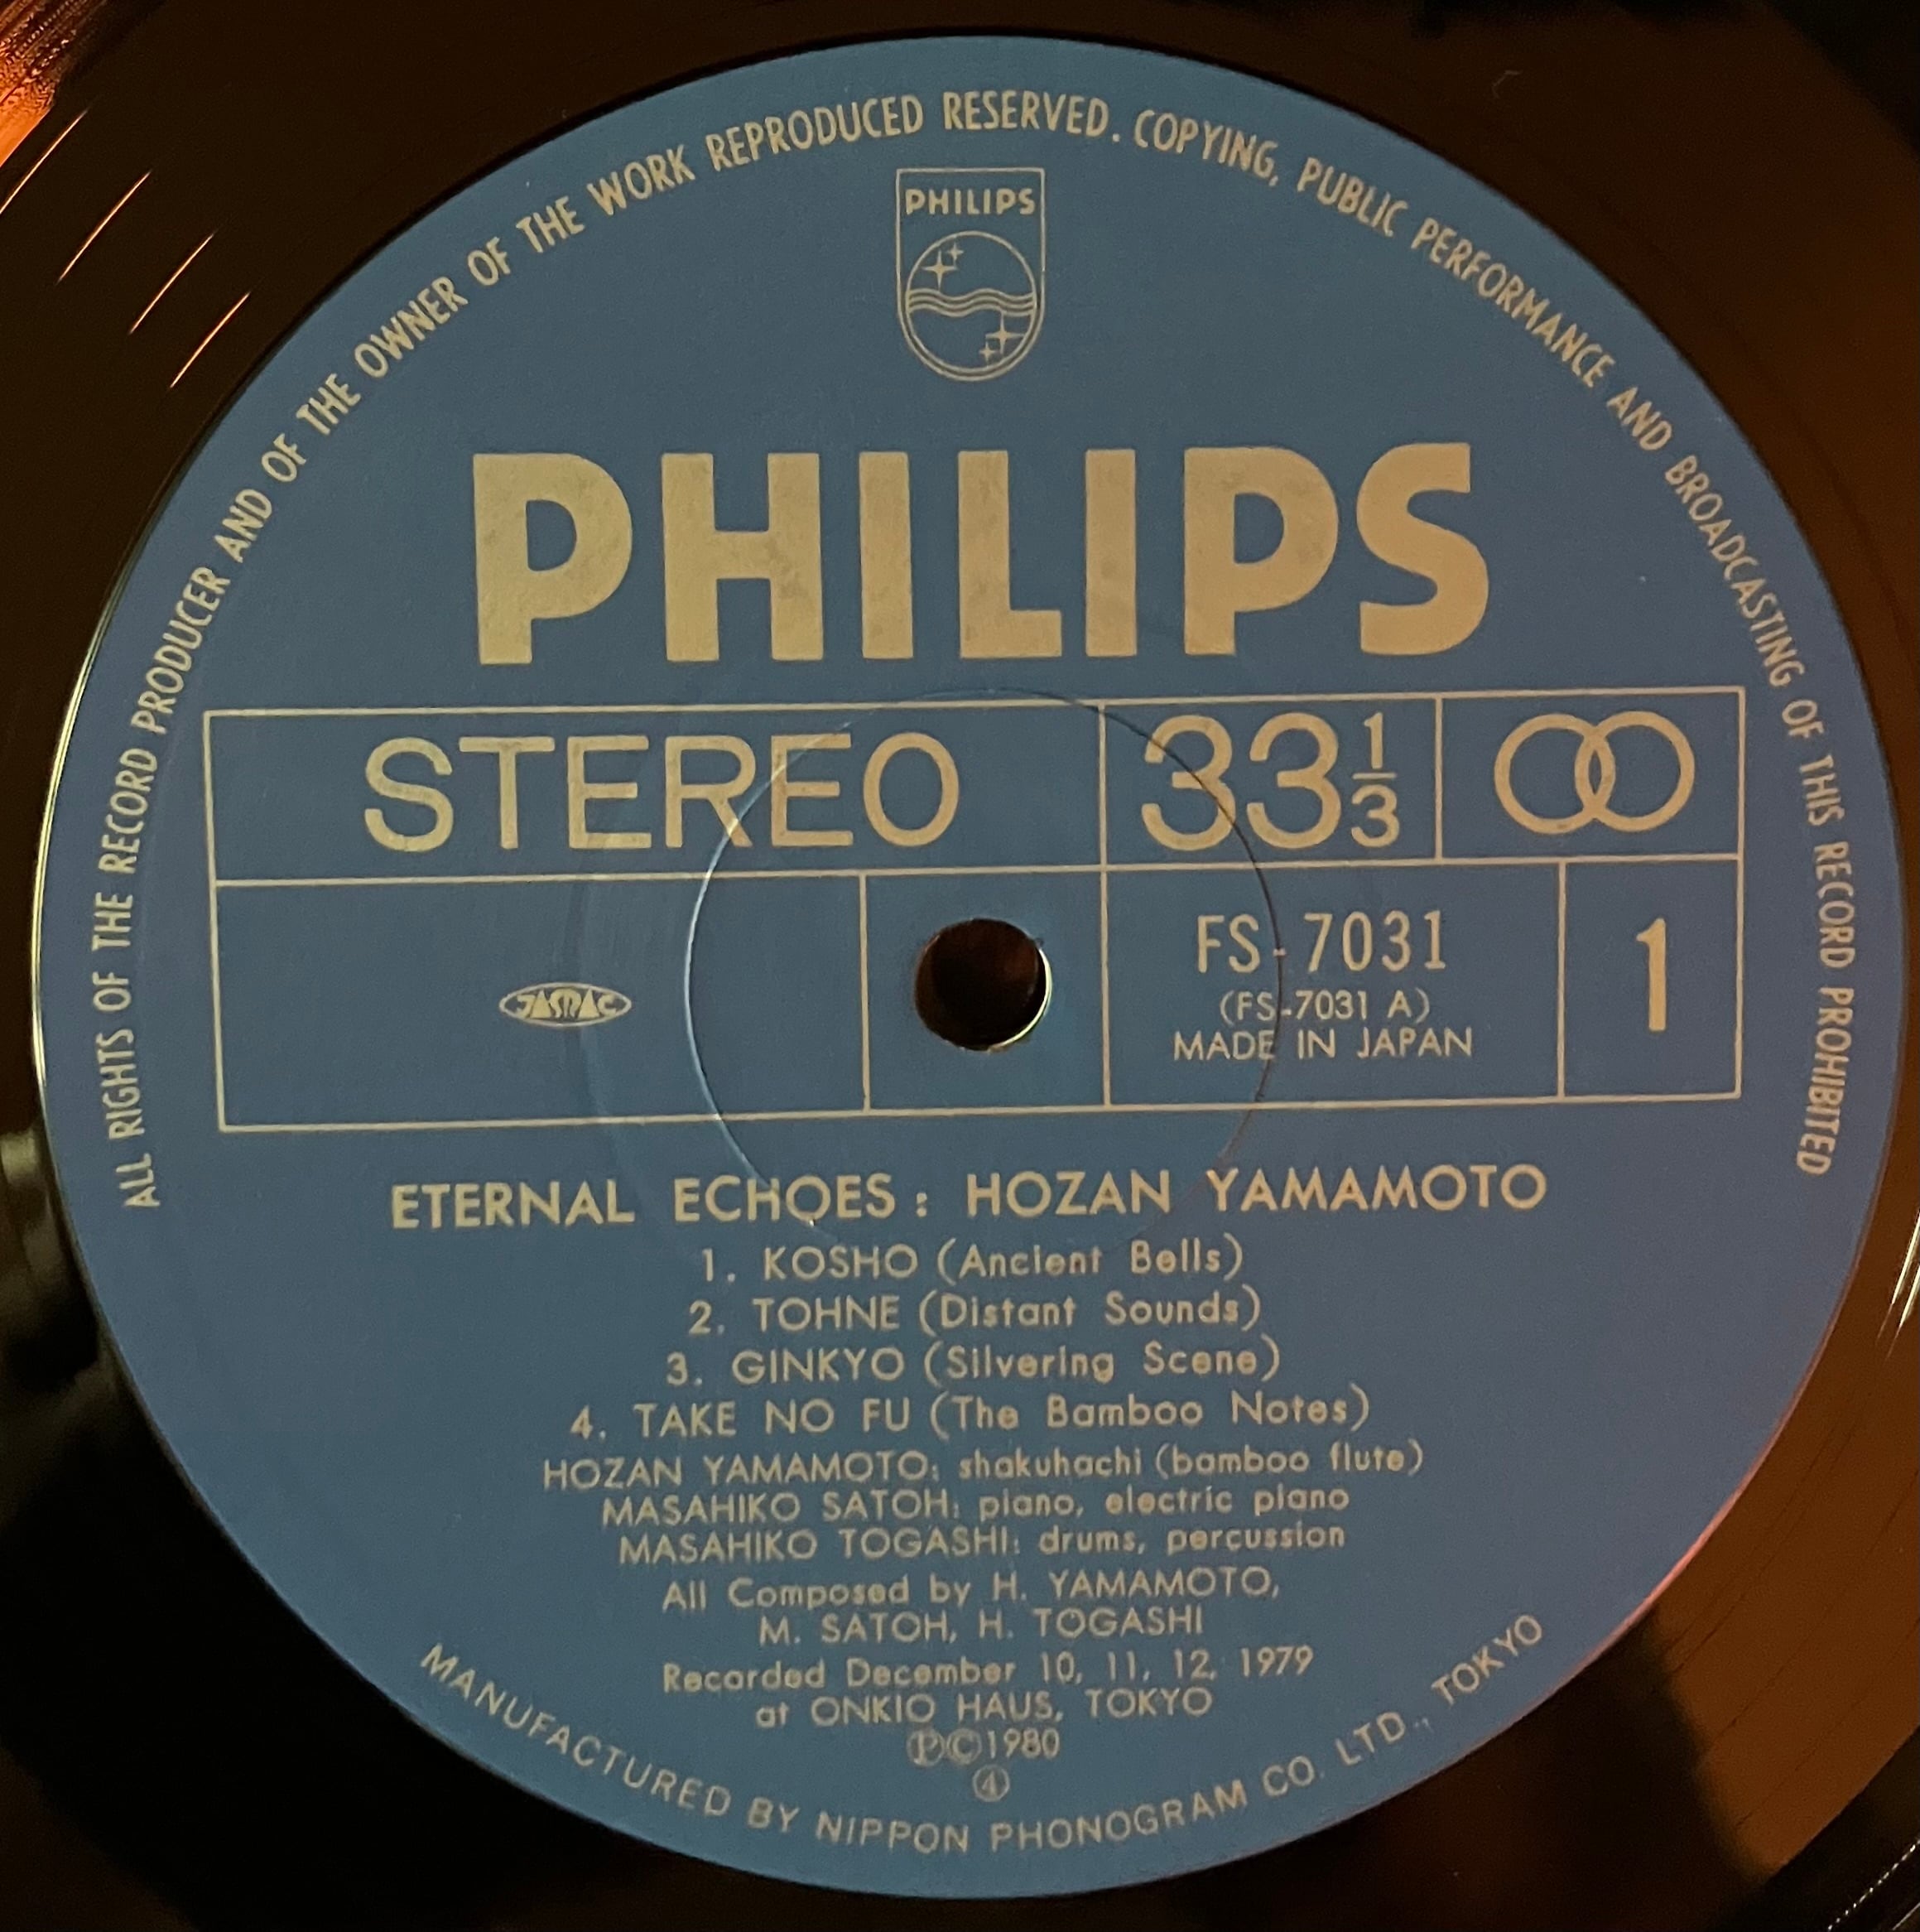 ALL RIGHTS OF THE RECORD PRODUCER AND OF THE OWNER OF THE WORK REPRODUCED RESERVED. COPYING, PUBLIC PERFORMANCE AND BROADCASTING OF THIS RECORD PROHIBITED
PHILIPS
PHILIPS
STEREO
33 1/3
JASRAC
FS-7031
(FS-7031 A)
MADE IN JAPAN
1
ETERNAL ECHOES: HOZAN YAMAMOTO
1. KOSHO (Ancient Bells)
2. TOHNE (Distant Sounds)
3. GINKYO (Silvering Scene)
4. TAKE NO FU (The Bamboo Notes)
HOZAN YAMAMOTO: shakuhachi (bamboo flute)
MASAHIKO SATOH: piano, electric piano
MASAHIKO TOGASHI: drums, percussion
All Composed by H. YAMAMOTO,
M. SATOH, H. TOGASHI
Recorded December 10, 11, 12, 1979
at ONKIO HAUS, TOKYO
ⓅⒸ1980
④
MANUFACTURED BY NIPPON PHONOGRAM CO. LTD., TOKYO